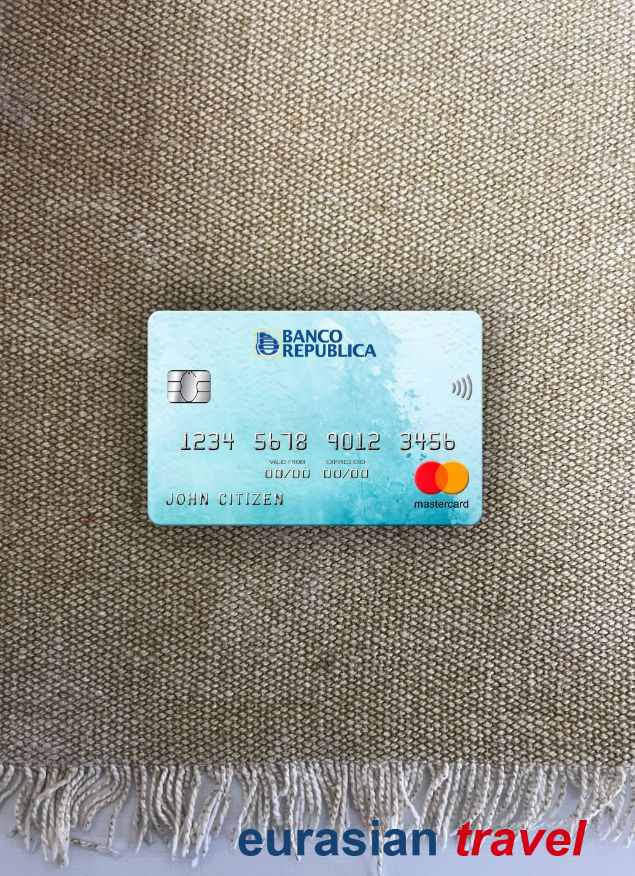 BANCO
REPUBLICA
1234 5678 9012 3456
VALID FROM EXPIRES END
00/00 00/00
JOHN CITIZEN
mastercard
eurasian travel